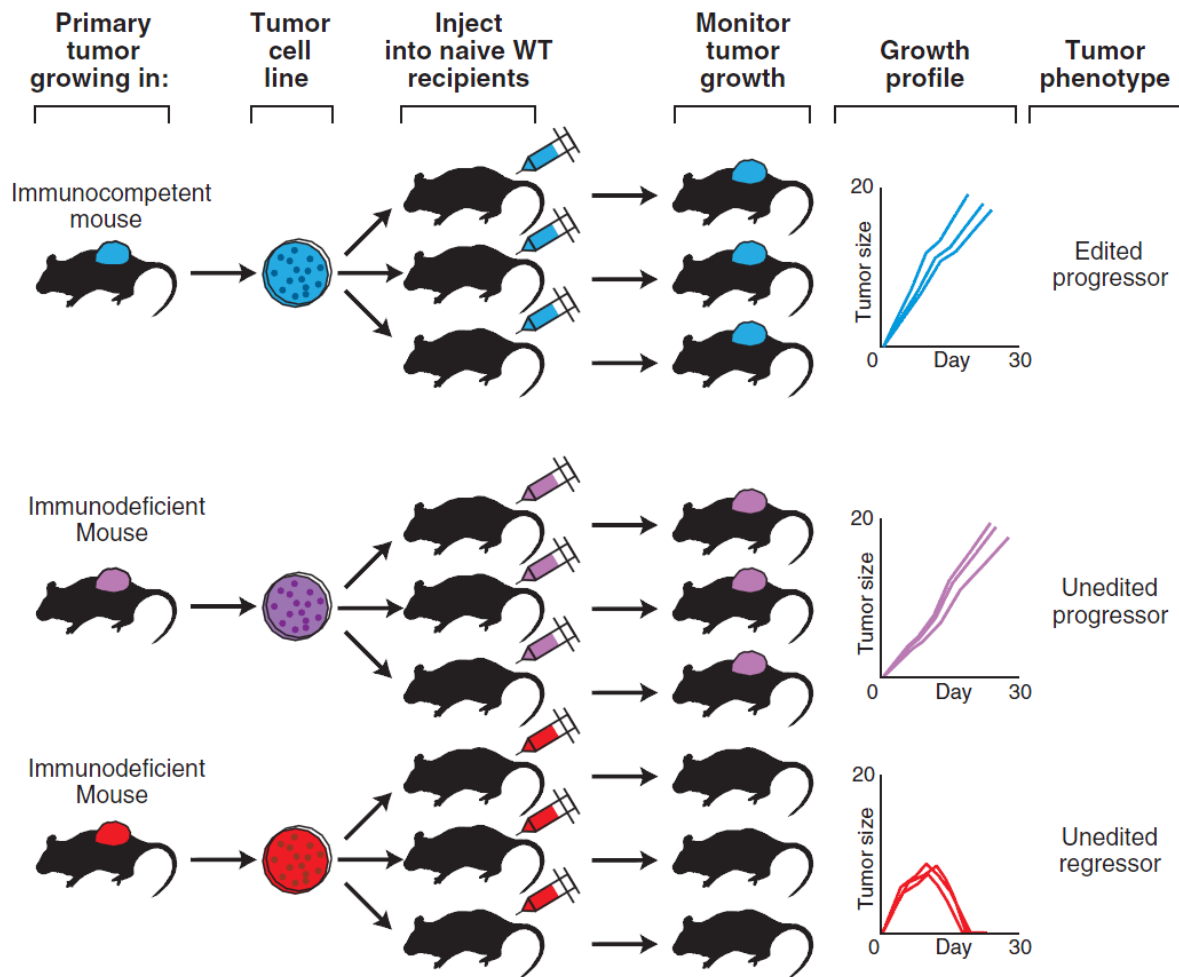 Primary
tumor
growing in:
Tumor
cell
line
Inject
into naive WT
recipients
Monitor
tumor
growth
Growth
profile
Tumor
phenotype
Immunocompetent
mouse
20
Tumor size
0
Day
30
Edited
progressor
Immunodeficient
Mouse
20
Tumor size
0
Day
30
Unedited
progressor
Immunodeficient
Mouse
20
Tumor size
0
Day
30
Unedited
regressor